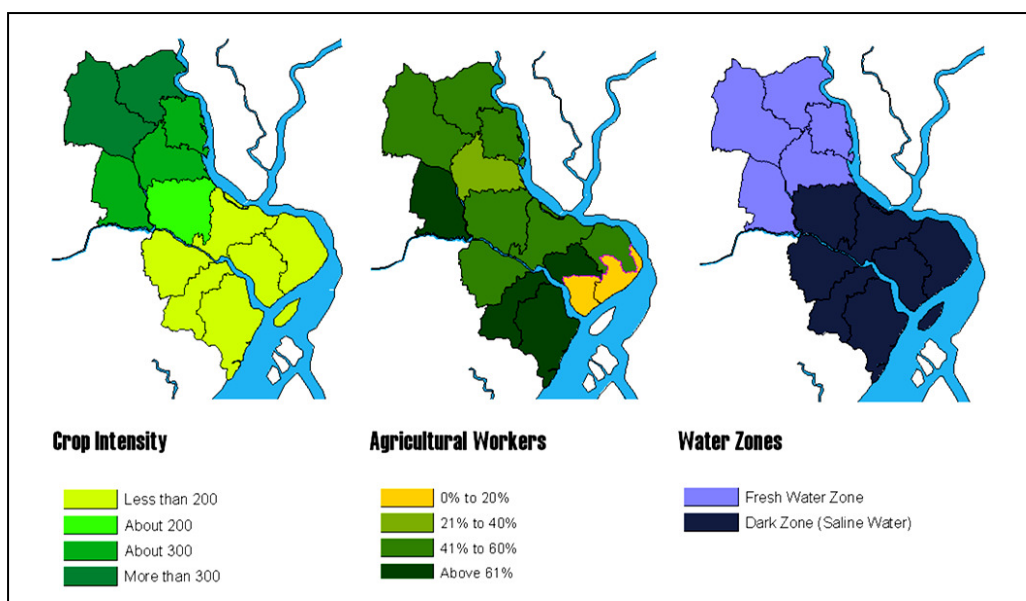 Crop Intensity
Less than 200
About 200
About 300
More than 300
Agricultural Workers
0% to 20%
21% to 40%
41% to 60%
Above 61%
Water Zones
Fresh Water Zone
Dark Zone (Saline Water)